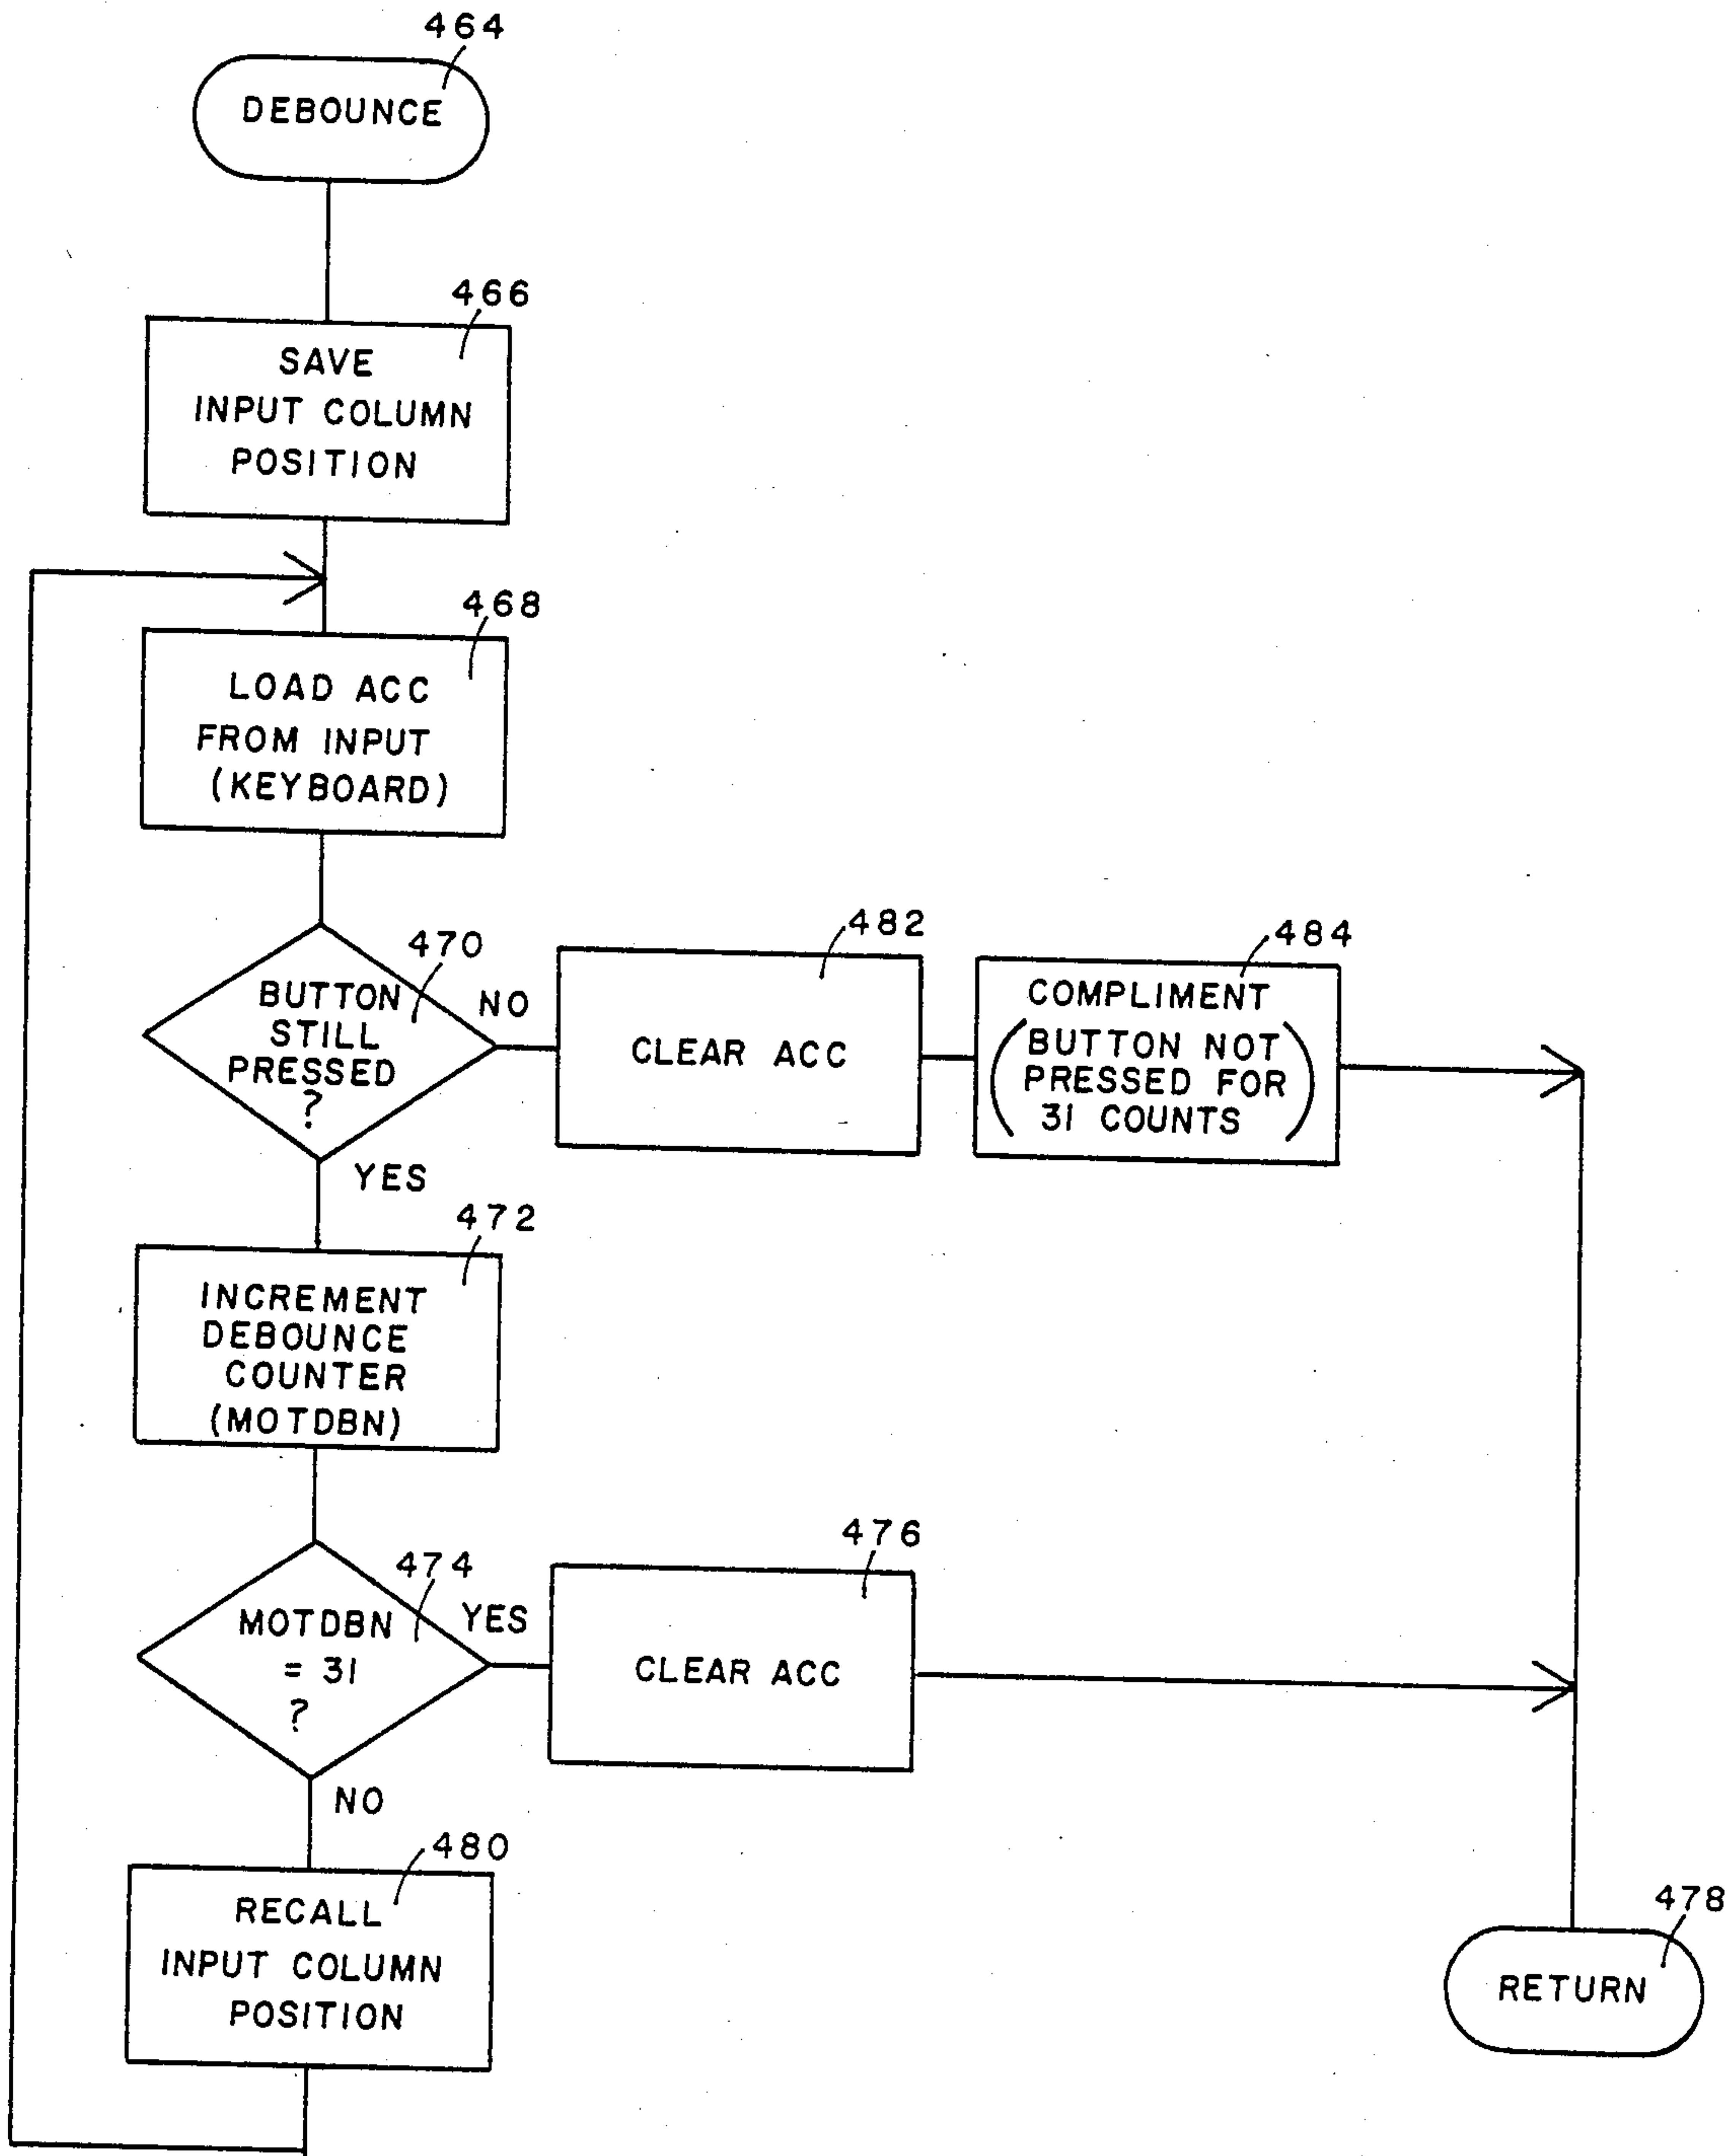 464
DEBOUNCE
466
SAVE
INPUT COLUMN
POSITION
468
LOAD ACC
FROM INPUT
(KEYBOARD)
470
BUTTON
STILL
PRESSED
?
NO
YES
482
CLEAR ACC
484
COMPLIMENT
(BUTTON NOT
PRESSED FOR
31 COUNTS)
472
INCREMENT
DEBOUNCE
COUNTER
(MOTDBN)
474
MOTDBN
= 31
?
YES
NO
476
CLEAR ACC
480
RECALL
INPUT COLUMN
POSITION
478
RETURN